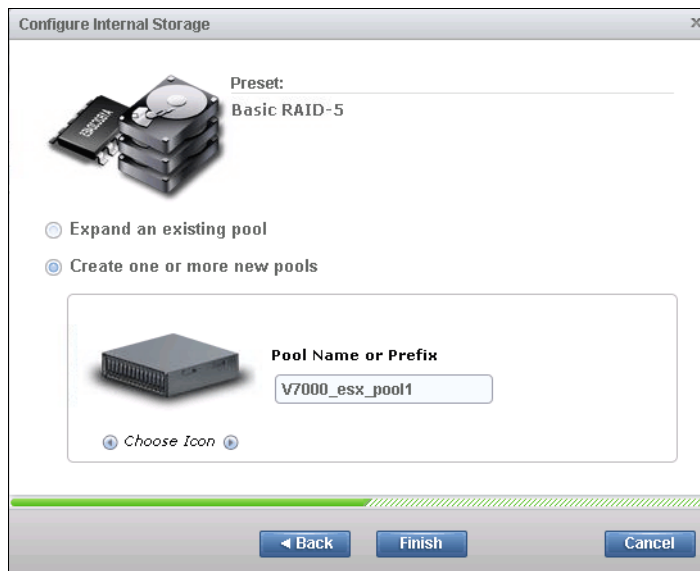 Configure Internal Storage
x
Preset:
Basic RAID-5
Expand an existing pool
Create one or more new pools
Pool Name or Prefix
V7000_esx_pool1
Choose Icon
Back
Finish
Cancel